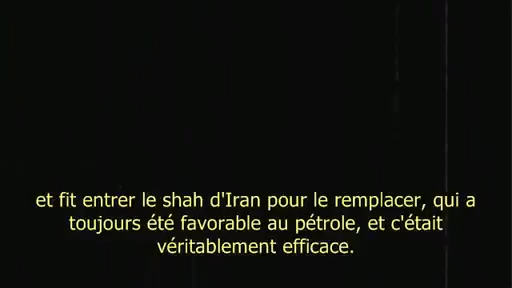 et fit entrer le shah d'Iran pour le remplacer, qui a
toujours été favorable au pétrole, et c'était
véritablement efficace.